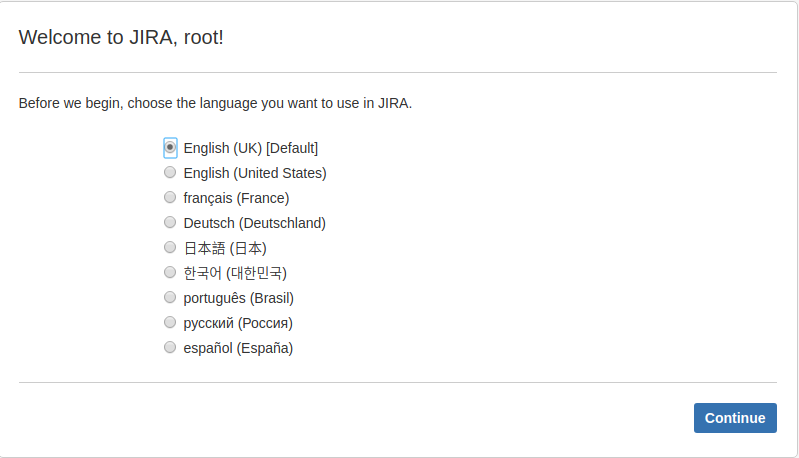 Welcome to JIRA, root!
Before we begin, choose the language you want to use in JIRA.
English (UK) [Default]
English (United States)
français (France)
Deutsch (Deutschland)
日本語 (日本)
한국어 (대한민국)
português (Brasil)
русский (Россия)
español (España)
Continue